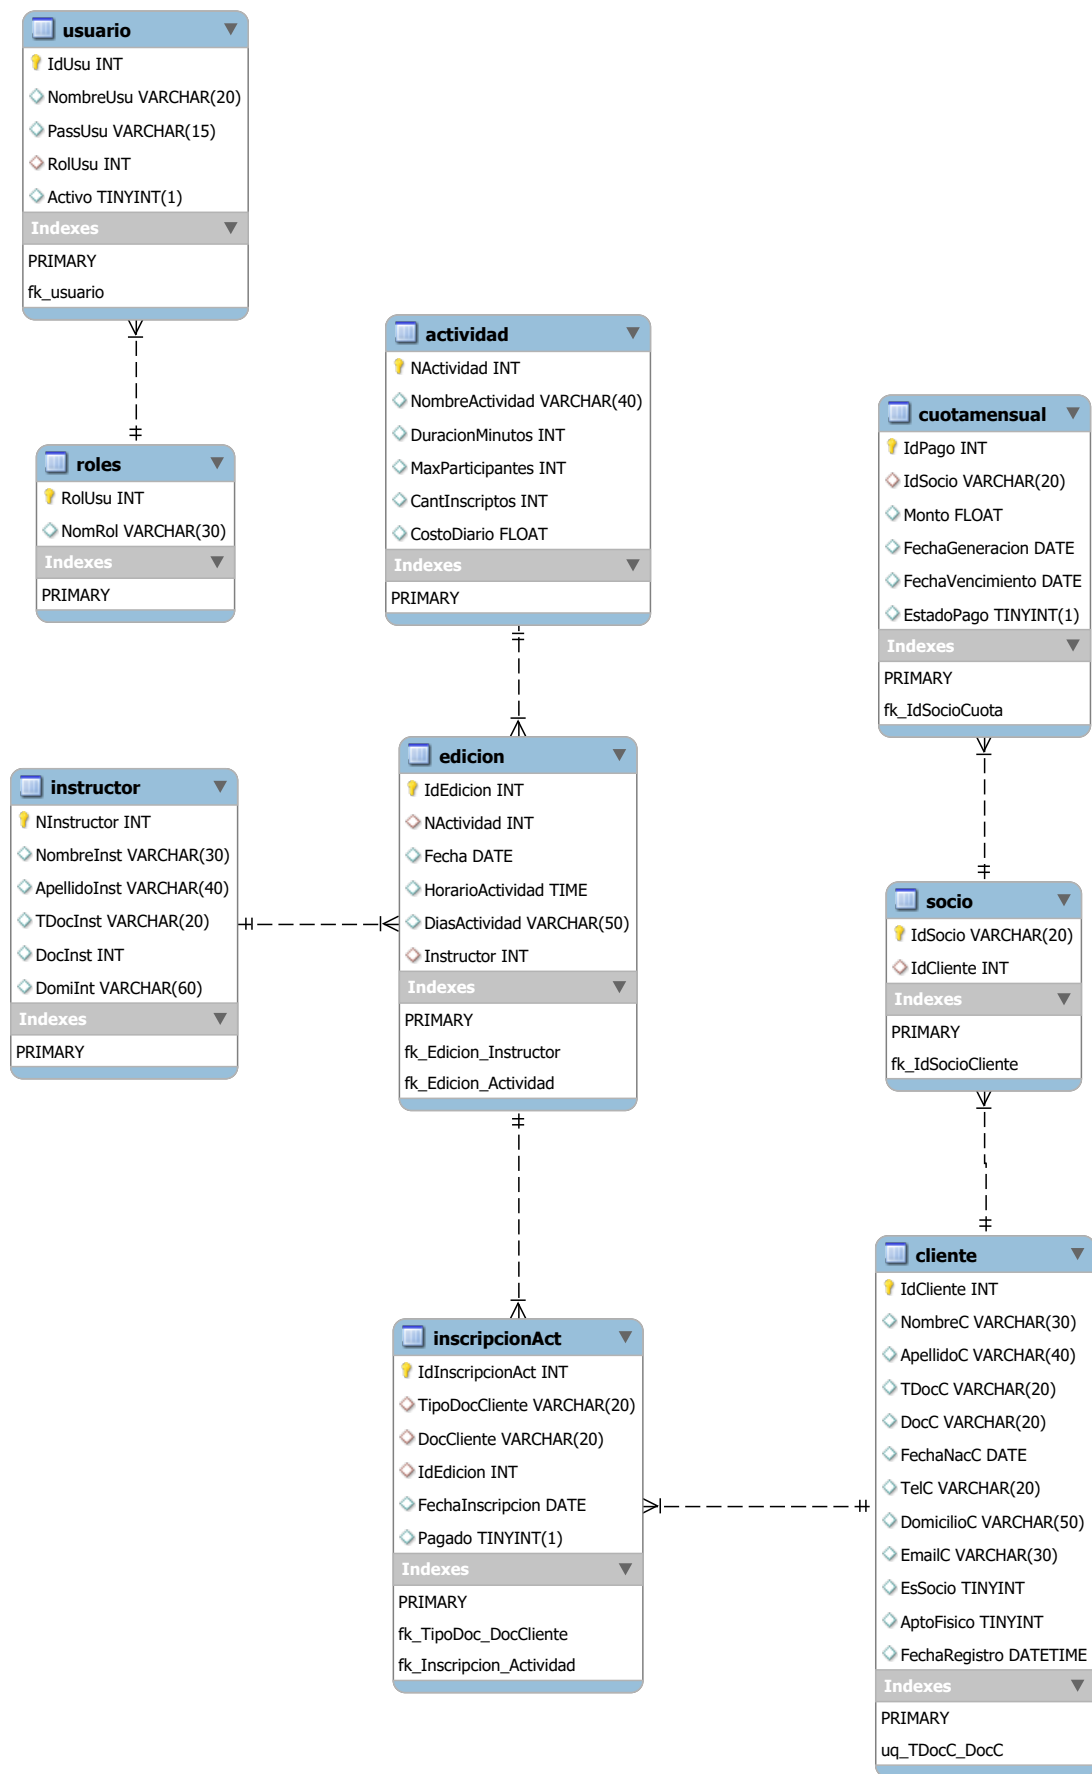 usuario
IdUsu INT
NombreUsu VARCHAR(20)
PassUsu VARCHAR(15)
RolUsu INT
Activo TINYINT(1)
Indexes
PRIMARY
fk_usuario
roles
RolUsu INT
NomRol VARCHAR(30)
Indexes
PRIMARY
actividad
NActividad INT
NombreActividad VARCHAR(40)
DuracionMinutos INT
MaxParticipantes INT
CantInscriptos INT
CostoDiario FLOAT
Indexes
PRIMARY
cuotamensual
IdPago INT
IdSocio VARCHAR(20)
Monto FLOAT
FechaGeneracion DATE
FechaVencimiento DATE
EstadoPago TINYINT(1)
Indexes
PRIMARY
fk_IdSocioCuota
instructor
NInstructor INT
NombreInst VARCHAR(30)
ApellidoInst VARCHAR(40)
TDocInst VARCHAR(20)
DocInst INT
DomiInt VARCHAR(60)
Indexes
PRIMARY
edicion
IdEdicion INT
NActividad INT
Fecha DATE
HorarioActividad TIME
DiasActividad VARCHAR(50)
Instructor INT
Indexes
PRIMARY
fk_Edicion_Instructor
fk_Edicion_Actividad
socio
IdSocio VARCHAR(20)
IdCliente INT
Indexes
PRIMARY
fk_IdSocioCliente
inscripcionAct
IdInscripcionAct INT
TipoDocCliente VARCHAR(20)
DocCliente VARCHAR(20)
IdEdicion INT
FechaInscripcion DATE
Pagado TINYINT(1)
Indexes
PRIMARY
fk_TipoDoc_DocCliente
fk_Inscripcion_Actividad
cliente
IdCliente INT
NombreC VARCHAR(30)
ApellidoC VARCHAR(40)
TDocC VARCHAR(20)
DocC VARCHAR(20)
FechaNacC DATE
TelC VARCHAR(20)
DomicilioC VARCHAR(50)
EmailC VARCHAR(30)
EsSocio TINYINT
AptoFisico TINYINT
FechaRegistro DATETIME
Indexes
PRIMARY
uq_TDocC_DocC